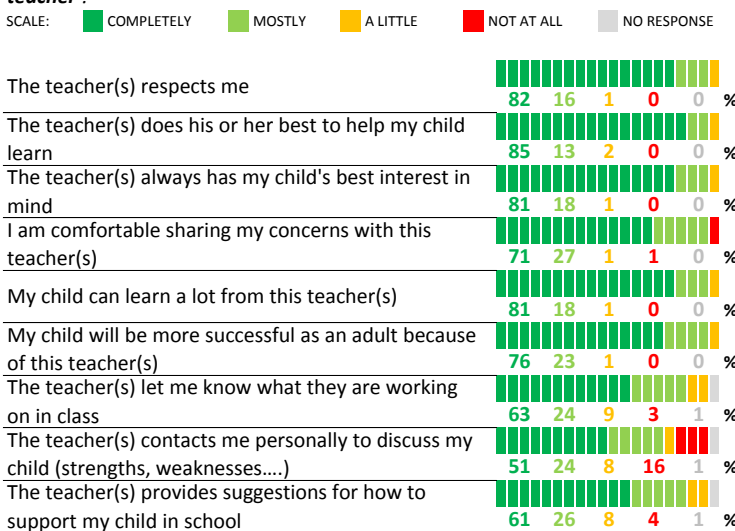 teacher .
SCALE: COMPLETELY MOSTLY A LITTLE NOT AT ALL NO RESPONSE
The teacher(s) respects me
82 16 1 0 0 %
The teacher(s) does his or her best to help my child
learn
85 13 2 0 0 %
The teacher(s) always has my child's best interest in
mind
81 18 1 0 0 %
I am comfortable sharing my concerns with this
teacher(s)
71 27 1 1 0 %
My child can learn a lot from this teacher(s)
81 18 1 0 0 %
My child will be more successful as an adult because
of this teacher(s)
76 23 1 0 0 %
The teacher(s) let me know what they are working
on in class
63 24 9 3 1 %
The teacher(s) contacts me personally to discuss my
child (strengths, weaknesses....)
51 24 8 16 1 %
The teacher(s) provides suggestions for how to
support my child in school
61 26 8 4 1 %